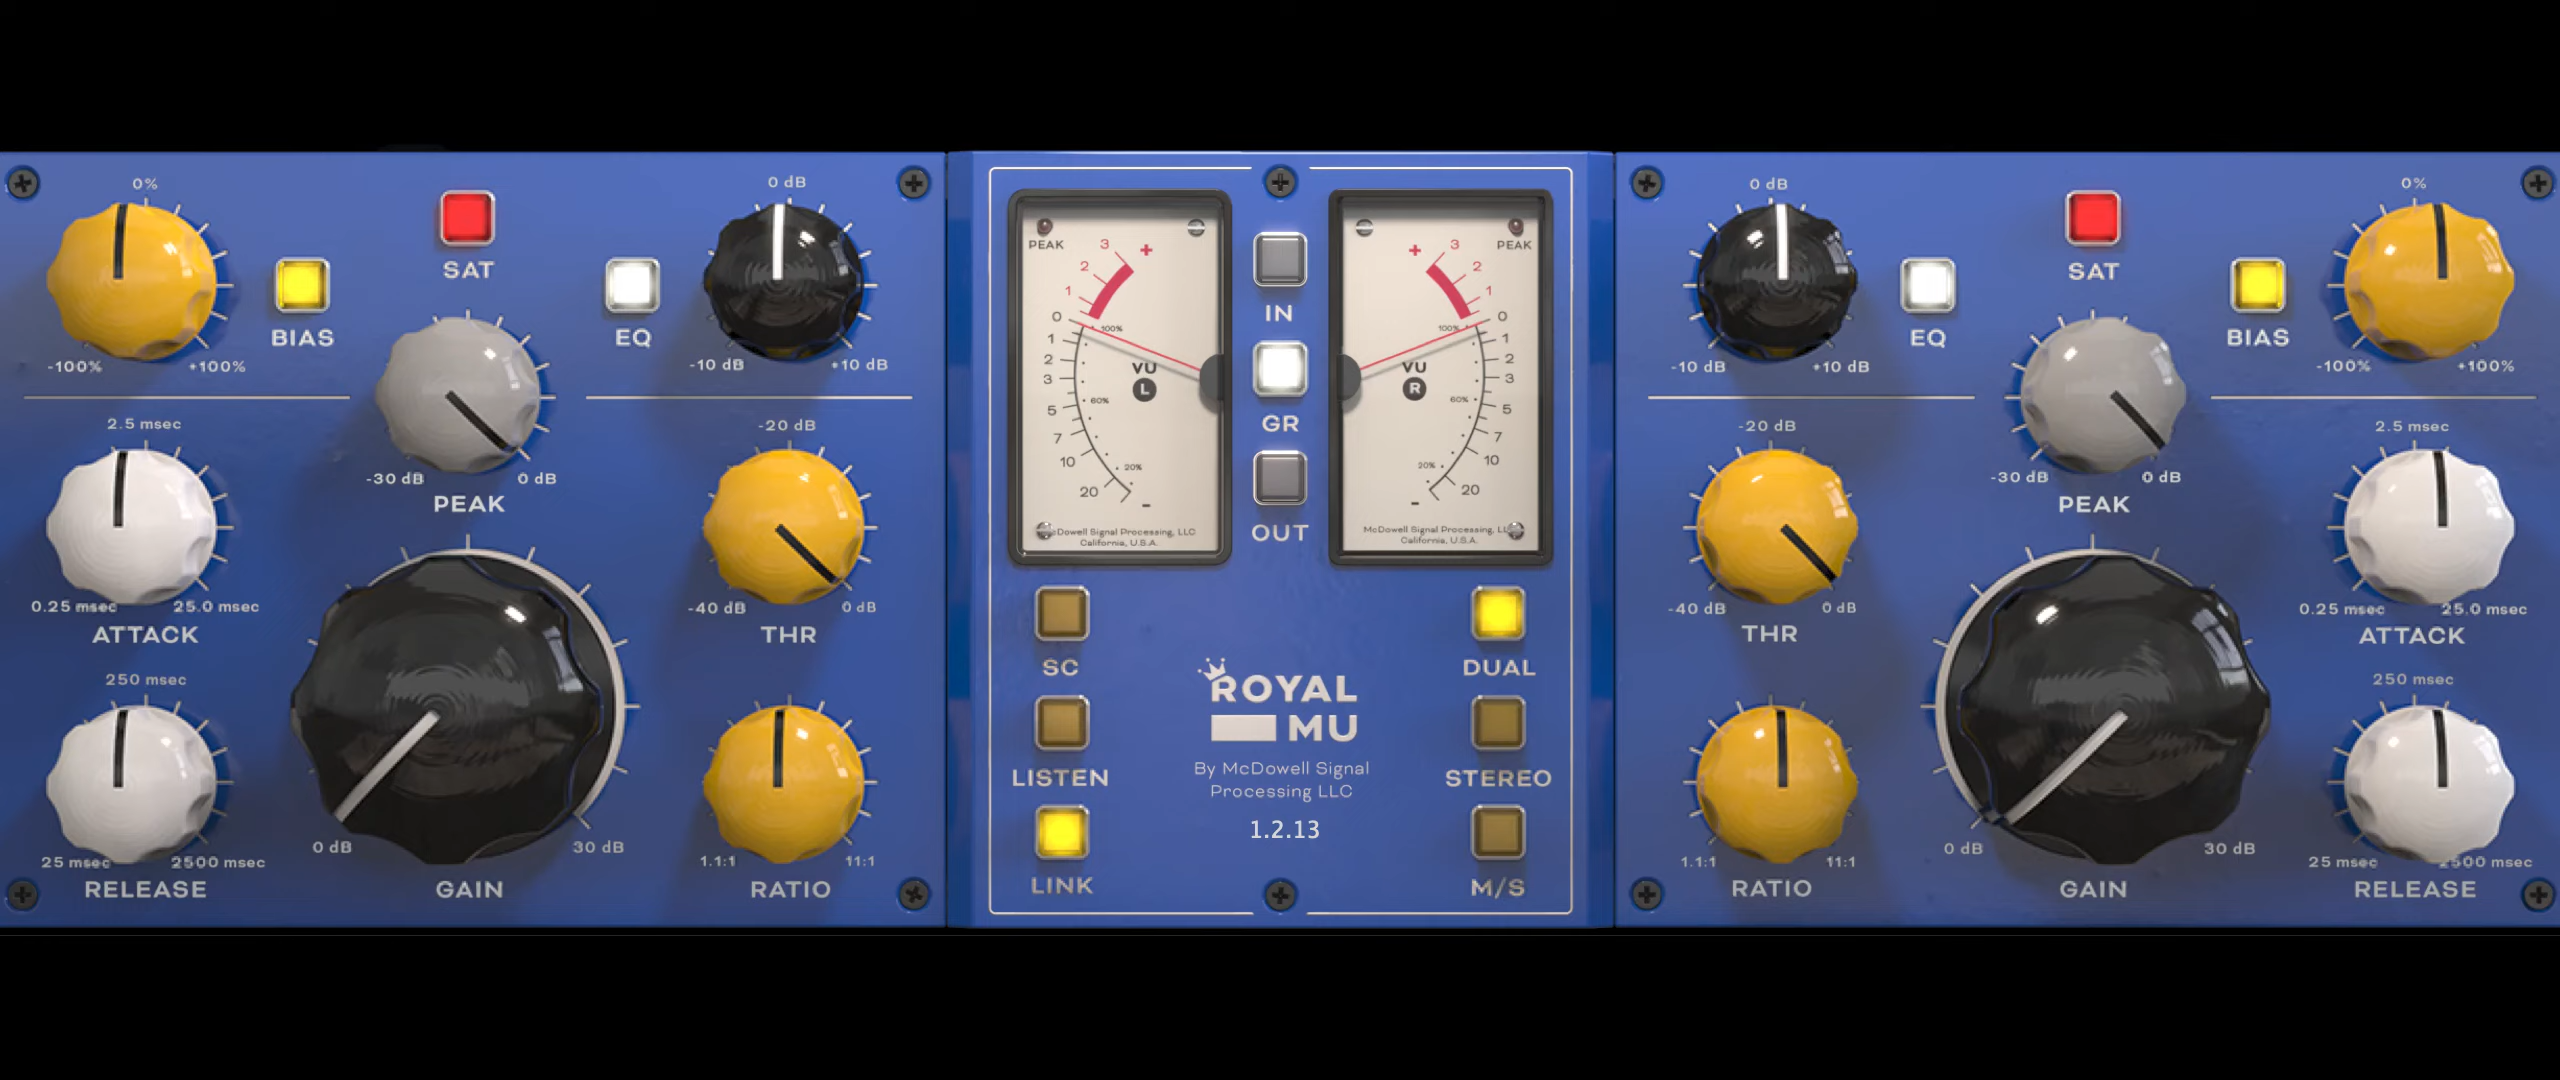 0%
SAT
BIAS
EQ
0 dB
-100%
+100%
-10 dB
+10 dB
2.5 msec
-30 dB
0 dB
PEAK
-20 dB
0.25 msec
25.0 msec
ATTACK
-40 dB
0 dB
THR
250 msec
25 msec
2500 msec
RELEASE
0 dB
30 dB
GAIN
1.1:1
11:1
RATIO
PEAK
3
+
2
1
0
100%
1
2
3
VU
L
60%
5
7
10
20%
20
-
Dowell Signal Processing, LLC
California, U.S.A.
IN
GR
OUT
+
3
PEAK
2
1
0
100%
1
2
3
VU
R
60%
5
7
10
20%
20
-
McDowell Signal Processing, LL
California, U.S.A.
SC
LISTEN
LINK
ROYAL
MU
By McDowell Signal
Processing LLC
1.2.13
DUAL
STEREO
M/S
0 dB
SAT
0%
EQ
BIAS
-10 dB
+10 dB
-100%
+100%
-20 dB
-30 dB
0 dB
PEAK
2.5 msec
-40 dB
0 dB
THR
0.25 msec
25.0 msec
ATTACK
250 msec
1.1:1
11:1
RATIO
0 dB
30 dB
GAIN
25 msec
2500 msec
RELEASE